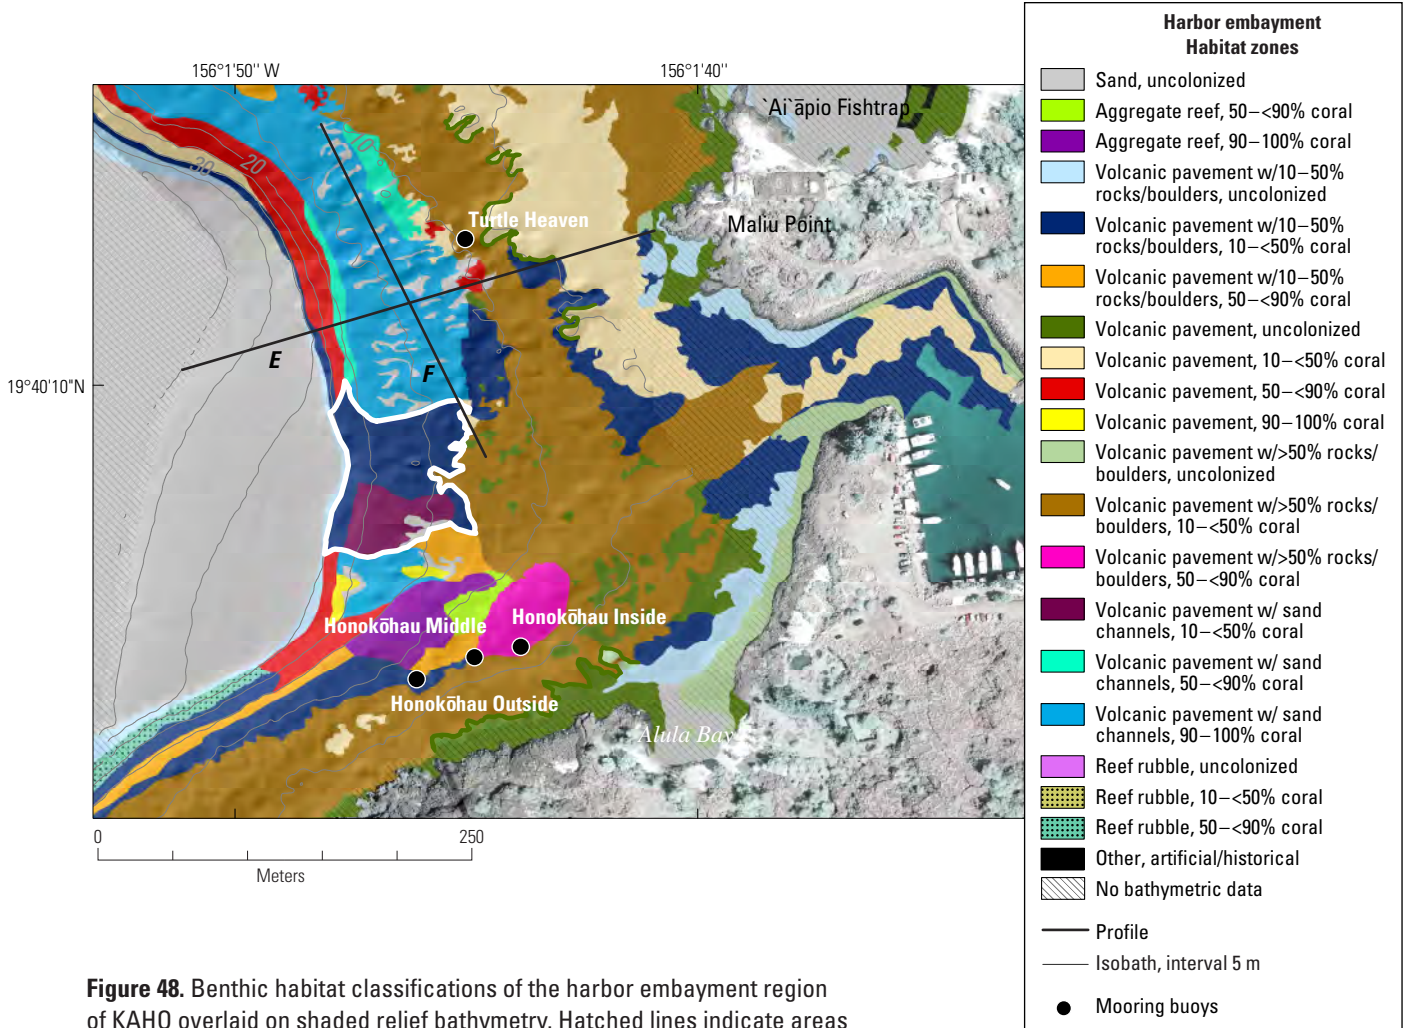 Harbor embayment
Habitat zones
Sand, uncolonized
Aggregate reef, 50–<90% coral
Aggregate reef, 90–100% coral
Volcanic pavement w/10–50%
rocks/boulders, uncolonized
Volcanic pavement w/10–50%
rocks/boulders, 10–<50% coral
Volcanic pavement w/10–50%
rocks/boulders, 50–<90% coral
Volcanic pavement, uncolonized
Volcanic pavement, 10–<50% coral
Volcanic pavement, 50–<90% coral
Volcanic pavement, 90–100% coral
Volcanic pavement w/>50% rocks/
boulders, uncolonized
Volcanic pavement w/>50% rocks/
boulders, 10–<50% coral
Volcanic pavement w/>50% rocks/
boulders, 50–<90% coral
Volcanic pavement w/ sand
channels, 10–<50% coral
Volcanic pavement w/ sand
channels, 50–<90% coral
Volcanic pavement w/ sand
channels, 90–100% coral
Reef rubble, uncolonized
Reef rubble, 10–<50% coral
Reef rubble, 50–<90% coral
Other, artificial/historical
No bathymetric data
Profile
Isobath, interval 5 m
Mooring buoys
156°1'50'' W
156°1'40''
`Ai`āpio Fishtrap
10
20
30
Turtle Heaven
Maliu Point
E
F
19°40'10"N
Honokōhau Inside
Honokōhau Middle
Honokōhau Outside
Alula Bay
0
250
Meters
Figure 48. Benthic habitat classifications of the harbor embayment region
of KAHO overlaid on shaded relief bathymetry. Hatched lines indicate areas